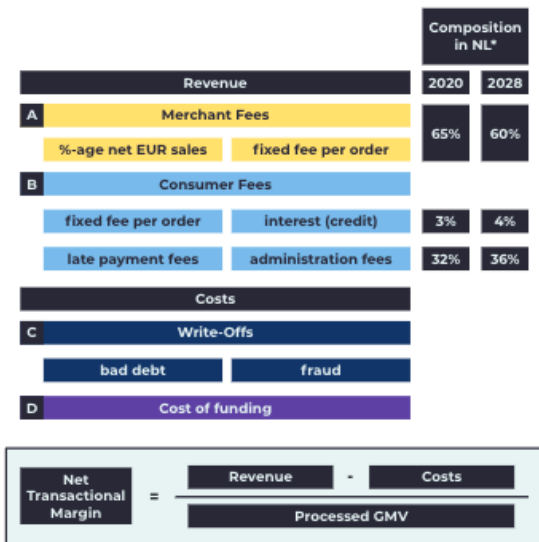 Composition
in NL*
Revenue
2020
2028
A
Merchant Fees
65%
60%
%-age net EUR sales
fixed fee per order
B
Consumer Fees
fixed fee per order
interest (credit)
3%
4%
late payment fees
administration fees
32%
36%
Costs
C
Write-Offs
bad debt
fraud
D
Cost of funding
Net
Transactional
Margin
=
Revenue
-
Costs
Processed GMV